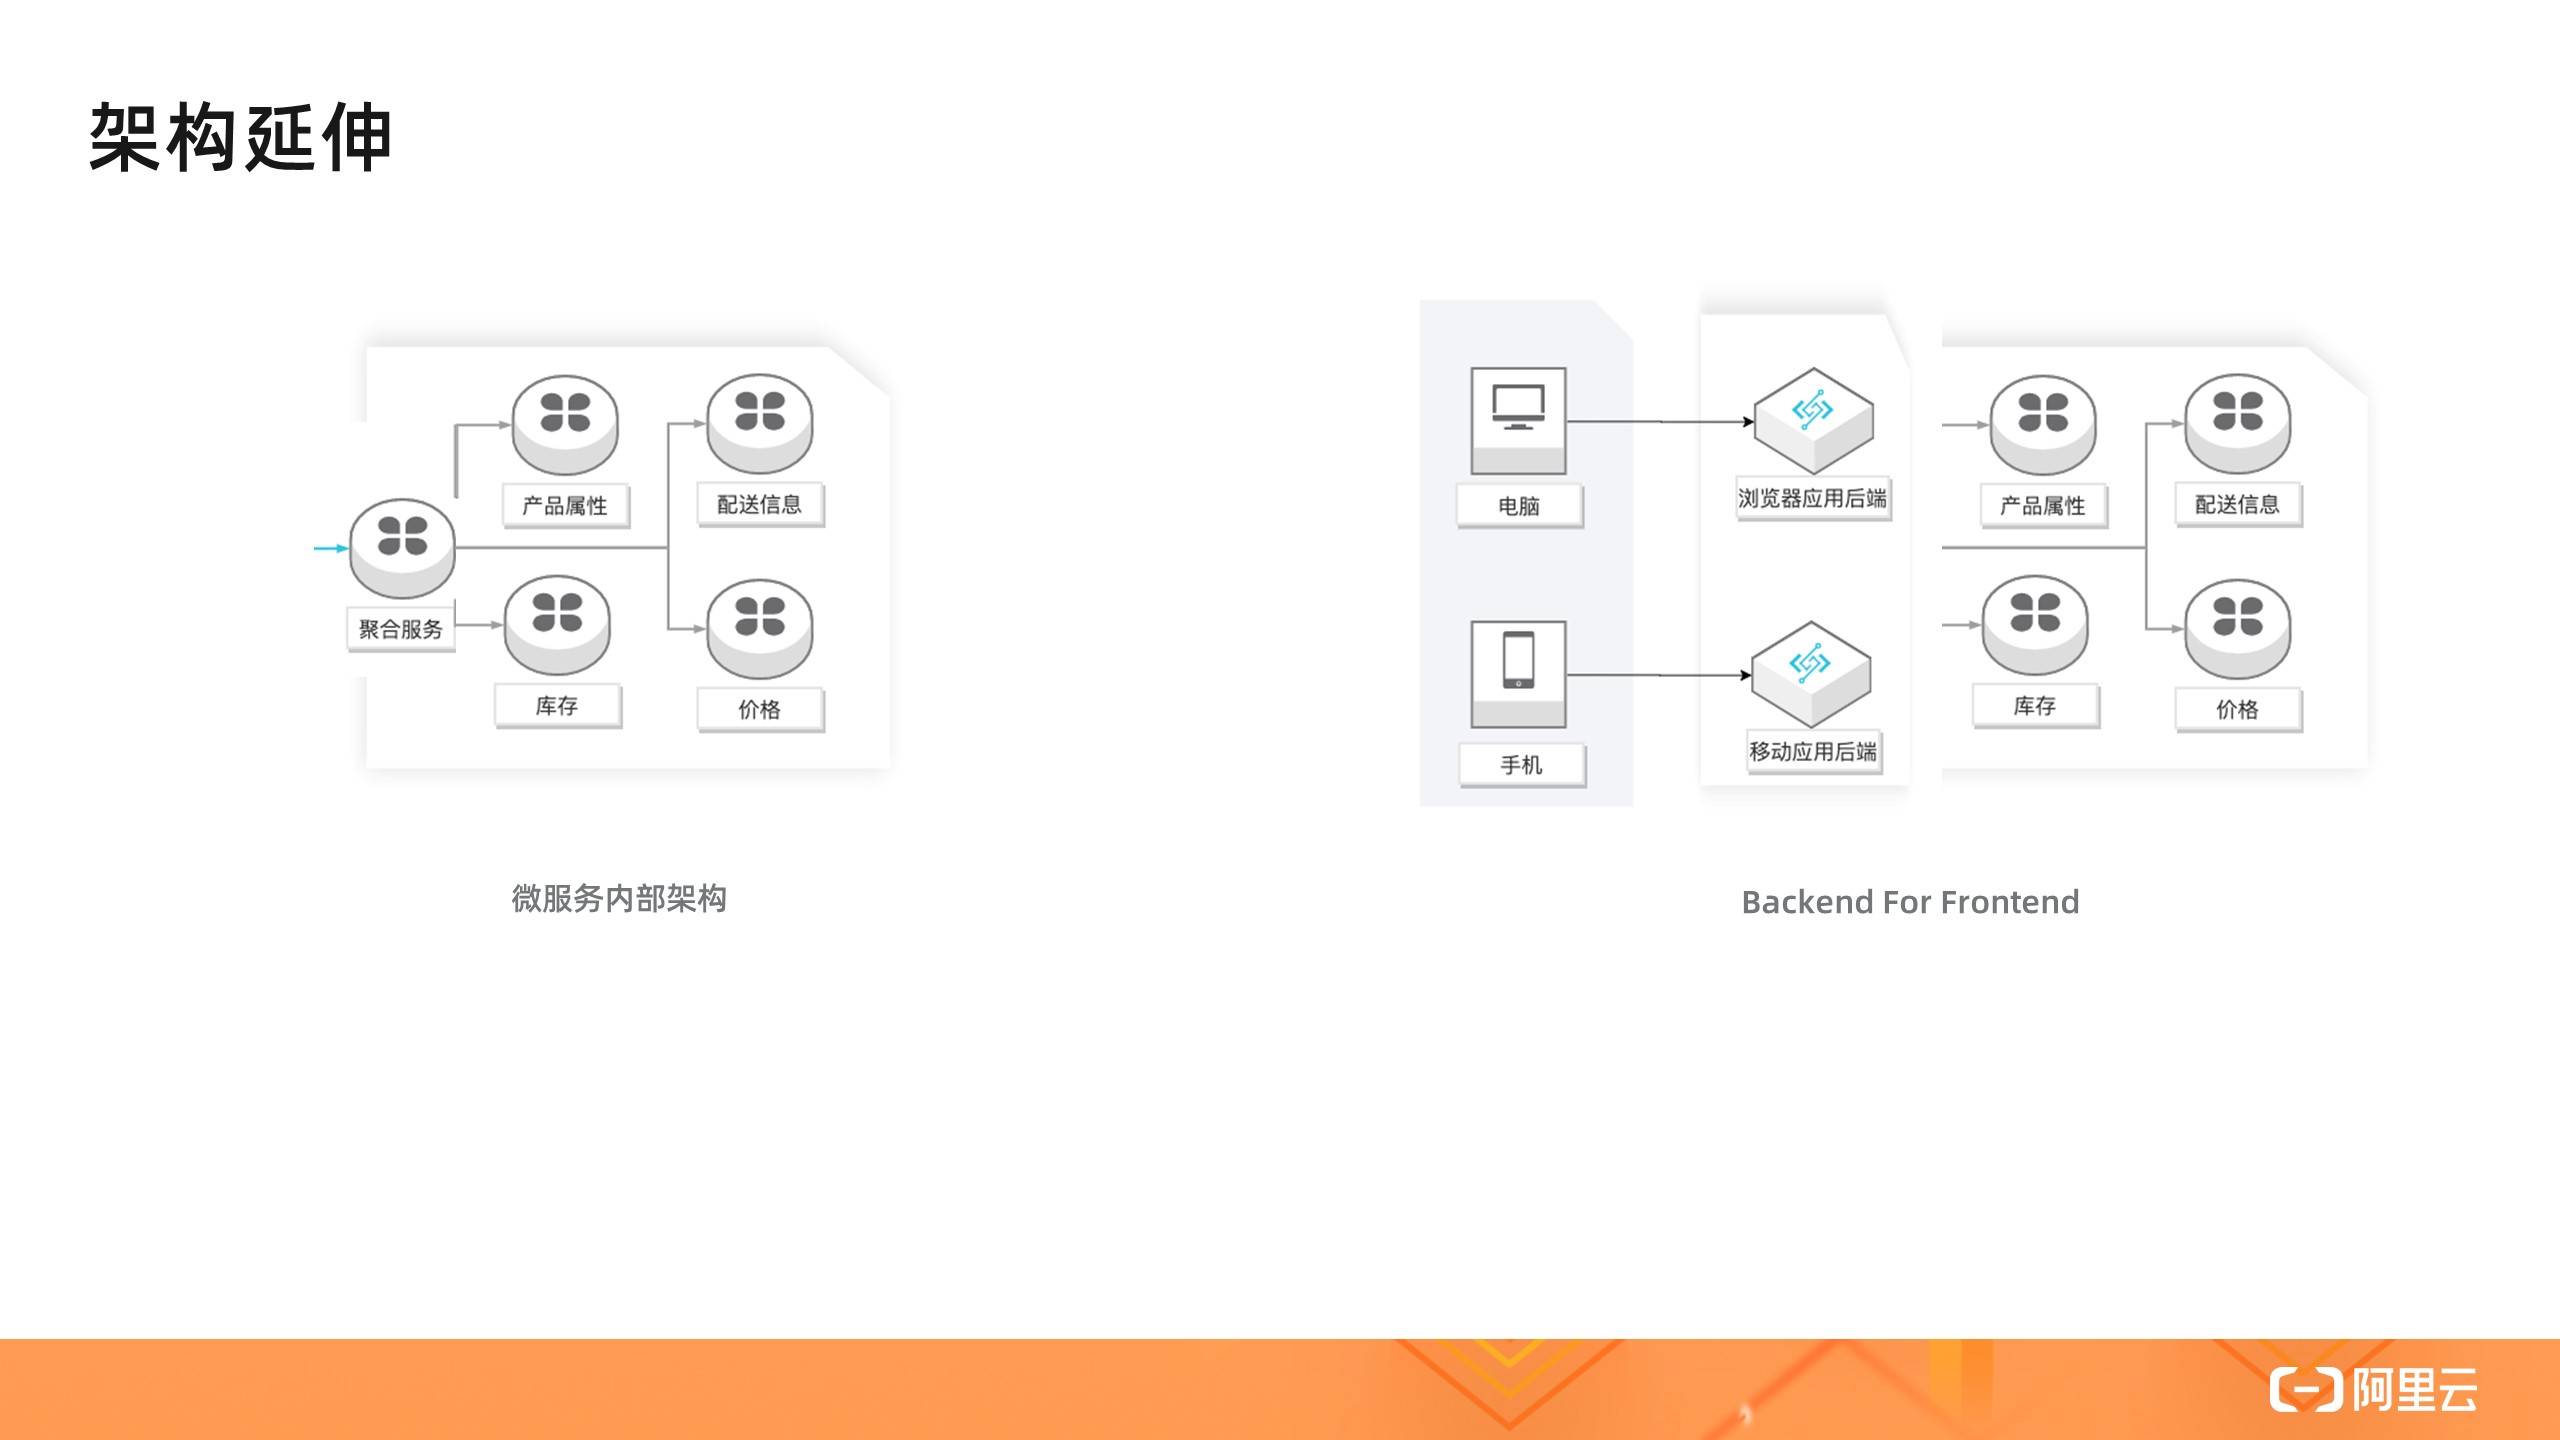 架构延伸
产品属性
配送信息
聚合服务
库存
价格
微服务内部架构
电脑
浏览器应用后端
手机
移动应用后端
产品属性
配送信息
库存
价格
Backend For Frontend
阿里云